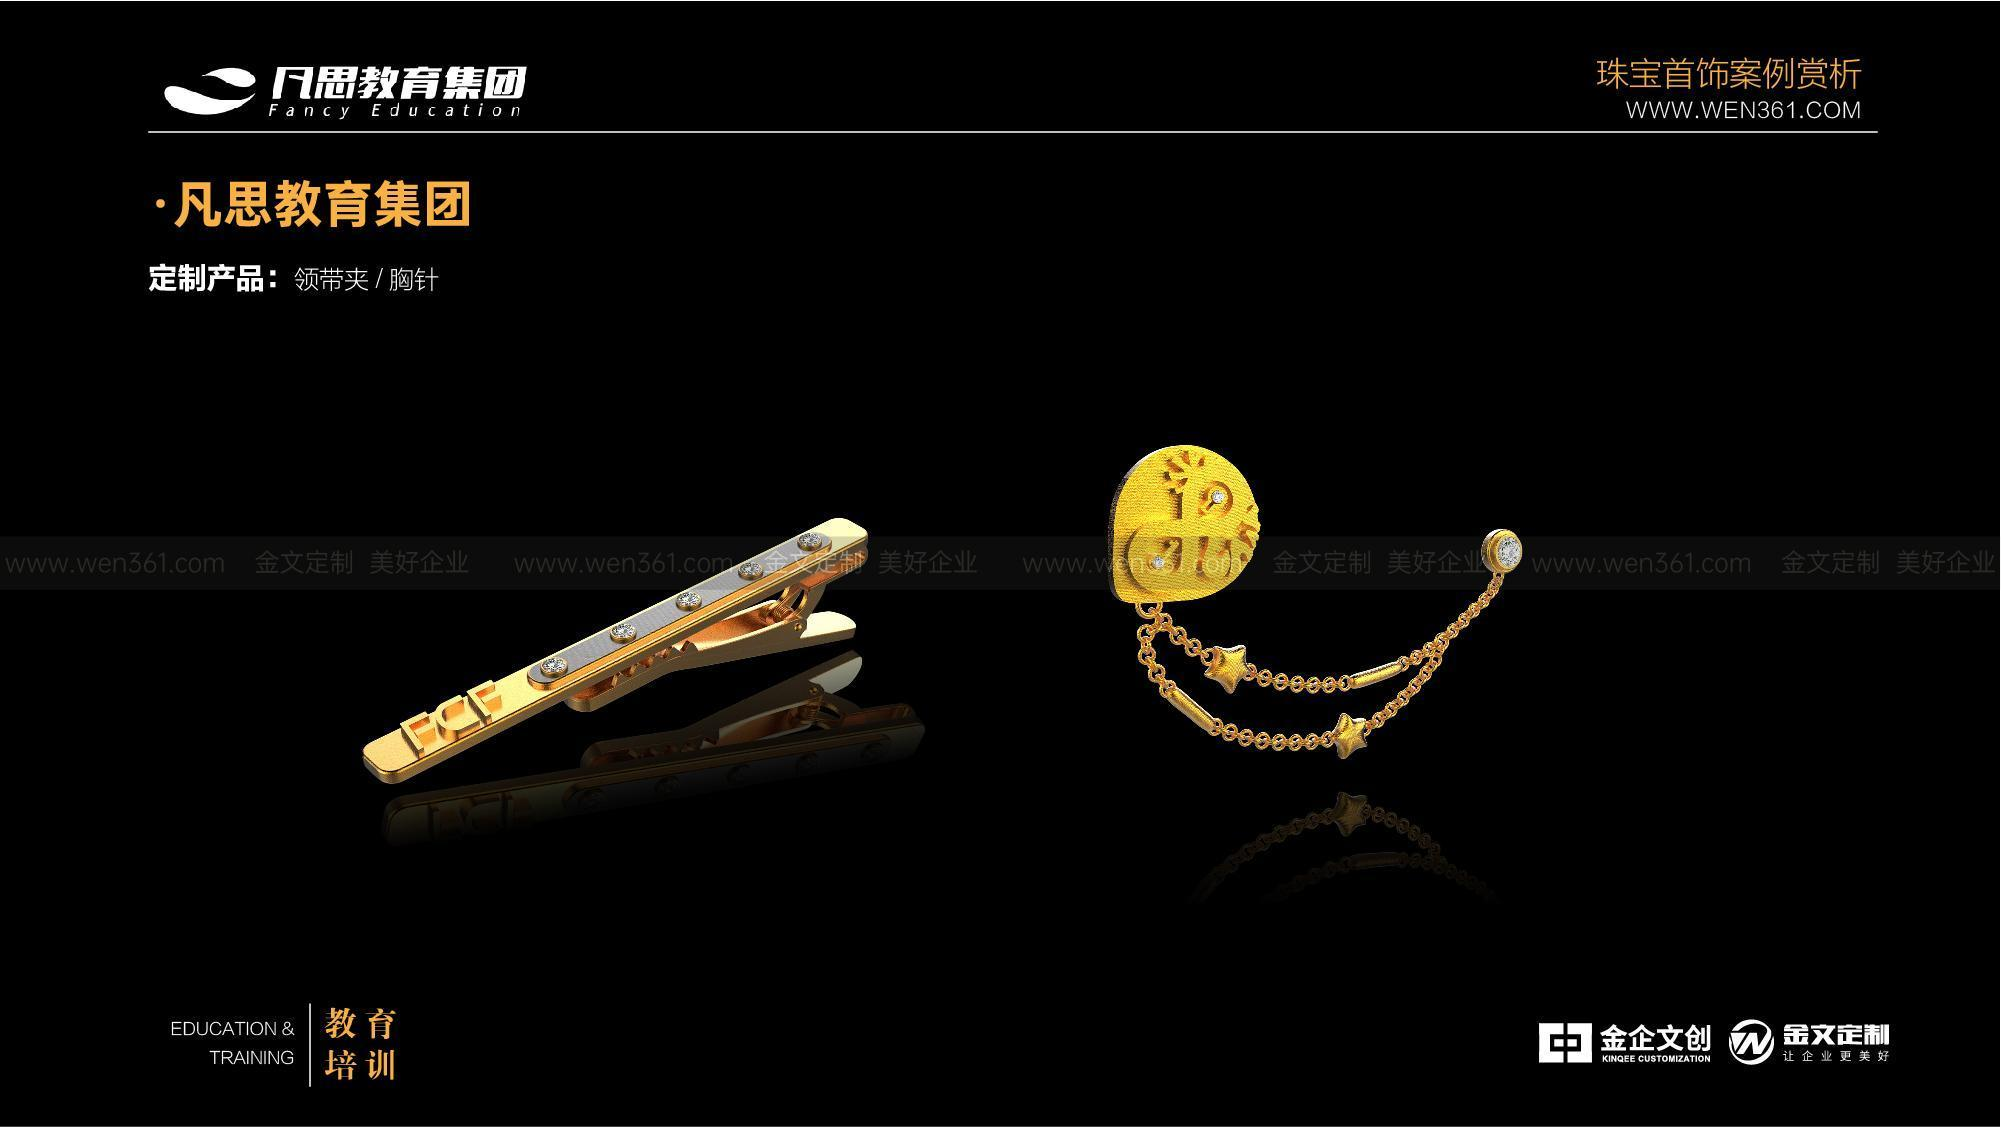 凡思教育集团
Fancy Education
珠宝首饰案例赏析
WWW.WEN361.COM
·凡思教育集团
定制产品：领带夹 / 胸针
www.wen361.com 金文定制 美好企业 www.wen361.com 金文定制 美好企业 www.wen361.com 金文定制 美好企业 www.wen361.com 金文定制 美好企业
EDUCATION &
TRAINING
教育
培训
金企文创
KINQEE CUSTOMIZATION
金文定制
让企业更美好